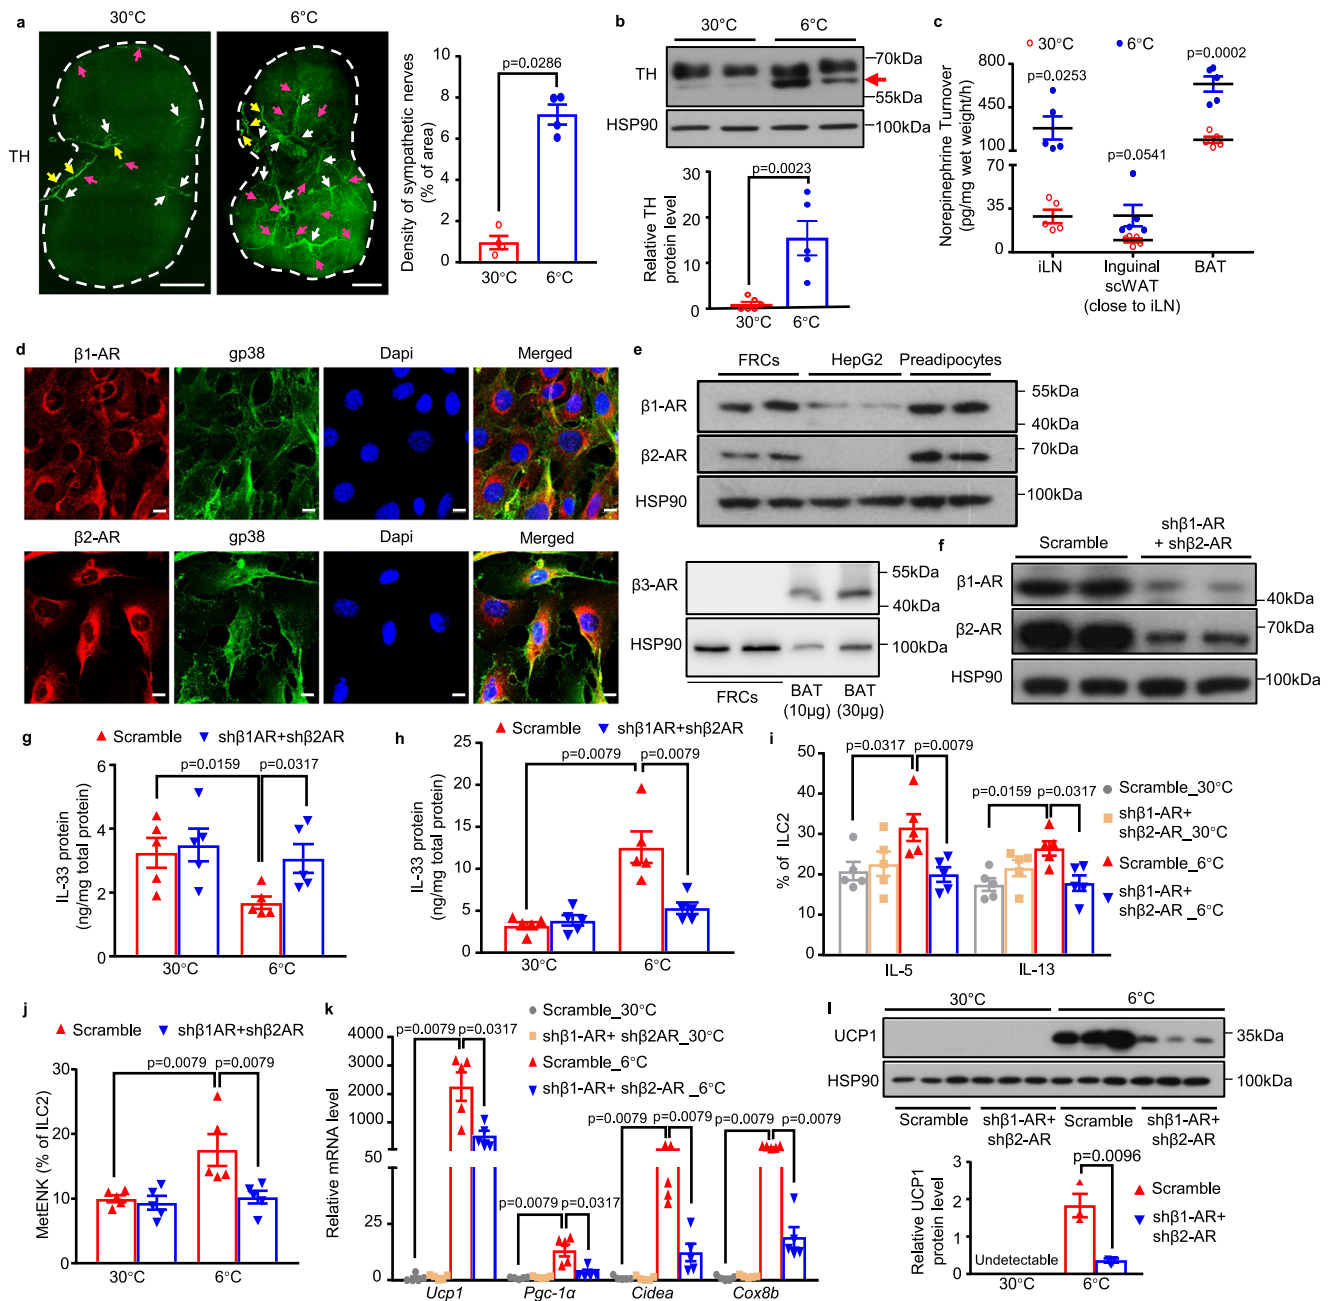 a
30°C
6°C
TH
Density of sympathetic nerves
(% of area)
10
8
6
4
2
0
p=0.0286
30°C
6°C
b
30°C
6°C
TH
70kDa
55kDa
HSP90
100kDa
Relative TH
protein level
30
20
10
0
p=0.0023
30°C
6°C
c
30°C
6°C
Norepinephrine Turnover
(pg/mg wet weight/h)
800
450
100
70
35
0
p=0.0253
p=0.0541
p=0.0002
iLN
Inguinal
scWAT
(close to iLN)
BAT
d
β1-AR
gp38
Dapi
Merged
β2-AR
gp38
Dapi
Merged
e
FRCs
HepG2
Preadipocytes
β1-AR
55kDa
40kDa
β2-AR
70kDa
HSP90
100kDa
β3-AR
55kDa
40kDa
HSP90
100kDa
FRCs
BAT
(10µg)
BAT
(30µg)
f
Scramble
shβ1-AR
+ shβ2-AR
β1-AR
40kDa
β2-AR
70kDa
HSP90
100kDa
g
Scramble
shβ1AR+shβ2AR
IL-33 protein
(ng/mg total protein)
6
4
2
0
p=0.0159
p=0.0317
30°C
6°C
h
Scramble
shβ1AR+shβ2AR
IL-33 protein
(ng/mg total protein)
25
20
15
10
5
0
p=0.0079
p=0.0079
30°C
6°C
i
% of ILC2
50
40
30
20
10
0
p=0.0317
p=0.0079
p=0.0159
p=0.0317
IL-5
IL-13
Scramble_30°C
shβ1-AR+
shβ2-AR_30°C
Scramble_6°C
shβ1-AR+
shβ2-AR_6°C
j
Scramble
shβ1AR+shβ2AR
MetENK (% of ILC2)
30
20
10
0
p=0.0079
p=0.0079
30°C
6°C
k
Scramble_30°C
shβ1-AR+ shβ2AR_30°C
Scramble_6°C
shβ1-AR+ shβ2-AR_6°C
Relative mRNA level
4000
3000
2000
1000
50
25
0
p=0.0079
p=0.0317
p=0.0079
p=0.0317
p=0.0079
p=0.0079
p=0.0079
p=0.0079
Ucp1
Pgc-1α
Cidea
Cox8b
l
30°C
6°C
UCP1
35kDa
HSP90
100kDa
Scramble
shβ1-AR+
shβ2-AR
Scramble
shβ1-AR+
shβ2-AR
Relative UCP1
protein level
3
2
1
0
p=0.0096
Undetectable
30°C
6°C
Scramble
shβ1-AR+
shβ2-AR